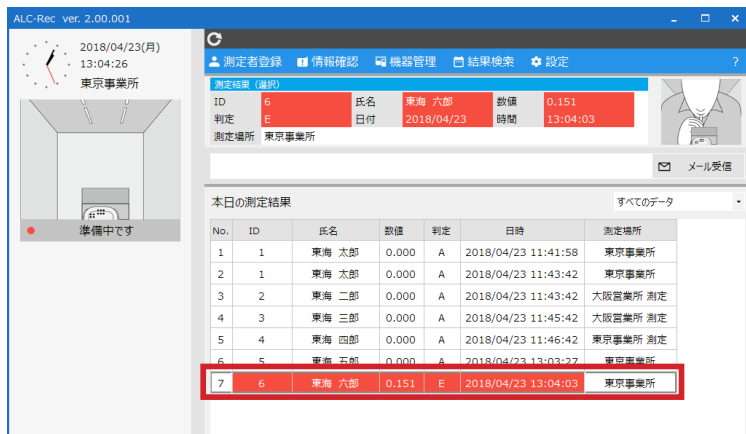 ALC-Rec ver. 2.00.001
2018/04/23(月)
13:04:26
東京事業所
準備中です
測定者登録 情報確認 機器管理 結果検索 設定 ?
測定結果（選択）
ID 6 氏名 東海 六郎 数値 0.151
判定 E 日付 2018/04/23 時間 13:04:03
測定場所 東京事業所
メール受信
本日の測定結果 すべてのデータ
No. ID 氏名 数値 判定 日時 測定場所
1 1 東海 太郎 0.000 A 2018/04/23 11:41:58 東京事業所
2 1 東海 太郎 0.000 A 2018/04/23 11:43:42 東京事業所
3 2 東海 二郎 0.000 A 2018/04/23 11:43:42 大阪営業所 測定
4 3 東海 三郎 0.000 A 2018/04/23 11:45:42 大阪営業所 測定
5 4 東海 四郎 0.000 A 2018/04/23 11:46:42 東京事業所 測定
6 5 東海 五郎 0.000 A 2018/04/23 13:03:27 東京事業所
7 6 東海 六郎 0.151 E 2018/04/23 13:04:03 東京事業所